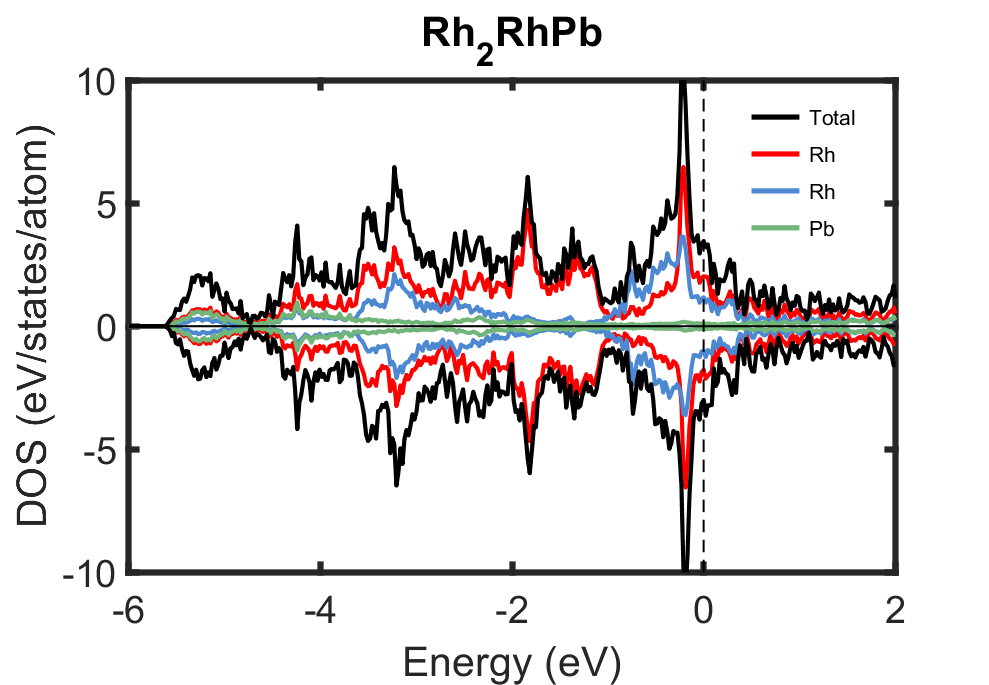 Rh2RhPb
10
5
0
-5
-10
DOS (eV/states/atom)
Total
Rh
Rh
Pb
-6
-4
-2
0
2
Energy (eV)